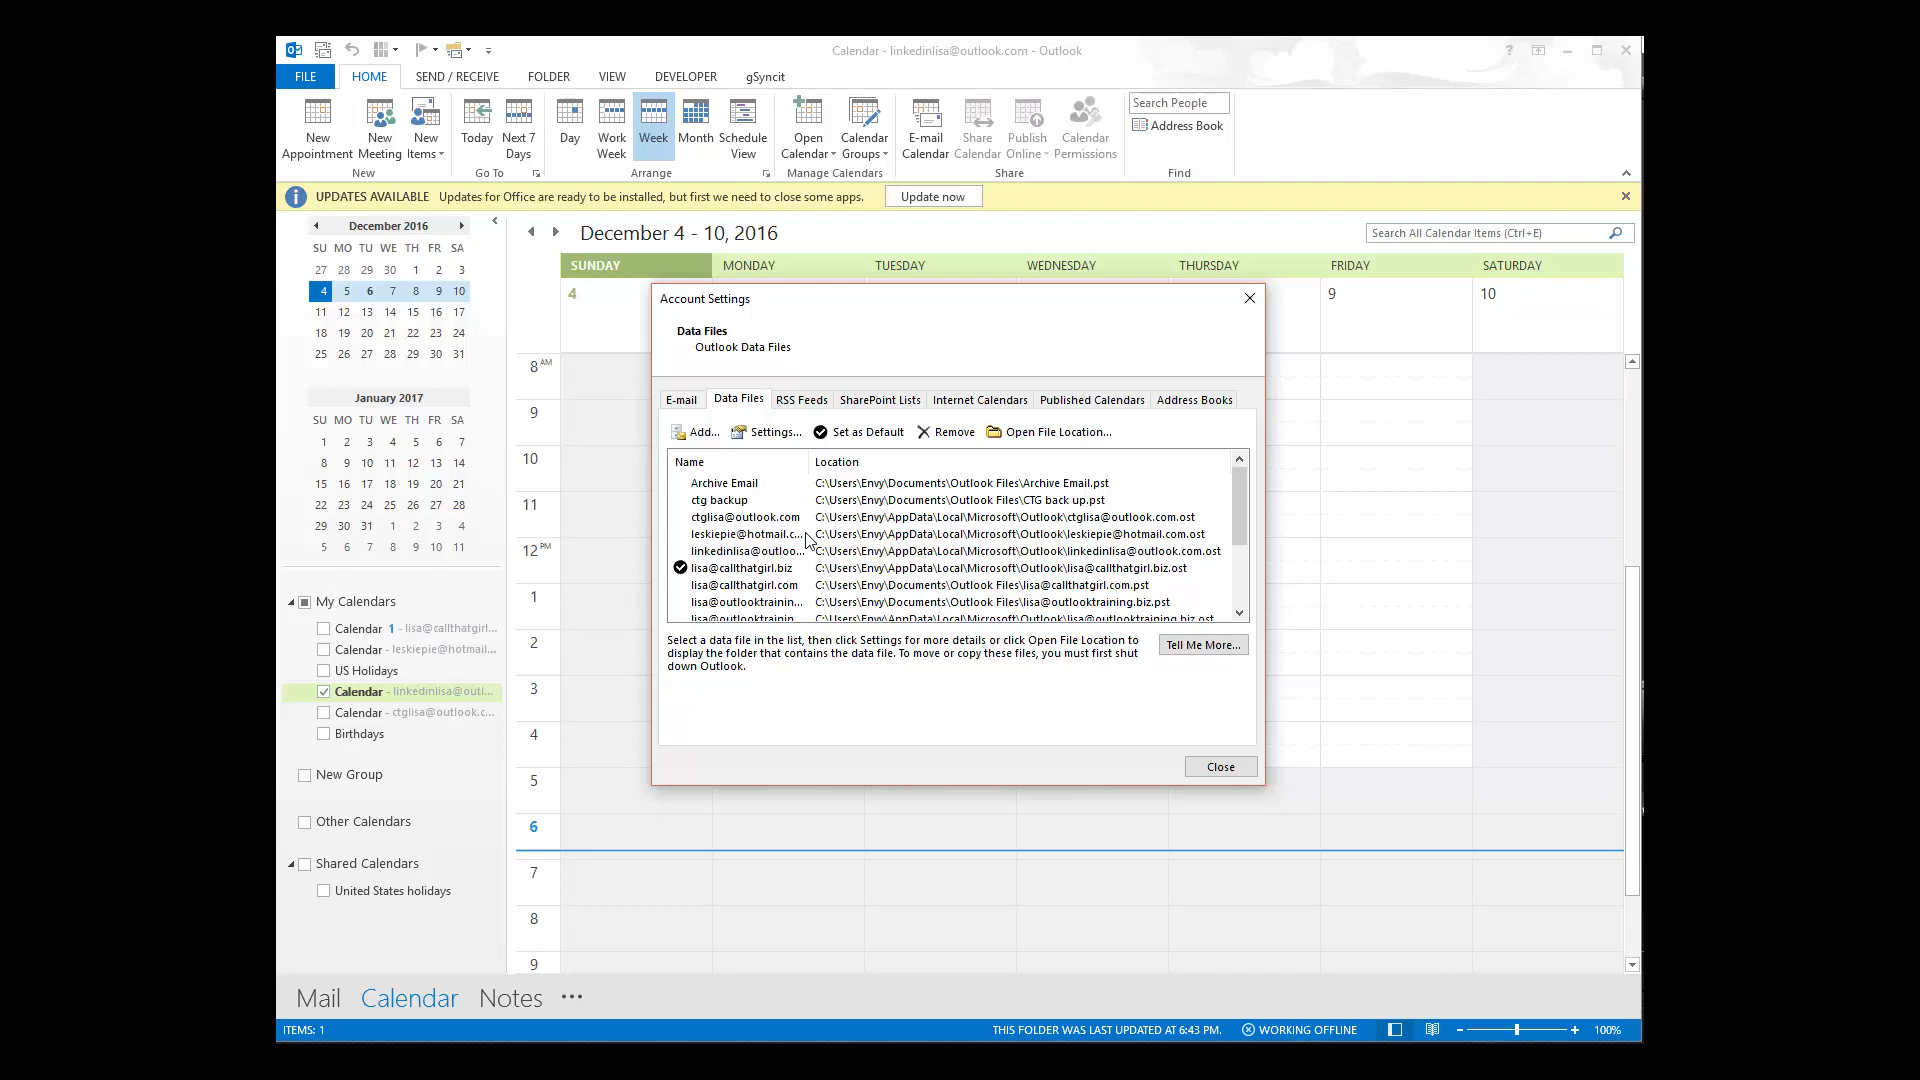 Calendar - linkedinlisa@outlook.com - Outlook
?
FILE HOME SEND / RECEIVE FOLDER VIEW DEVELOPER gSyncit
New Appointment
New Meeting
New Items
Today
Next 7 Days
Day
Work Week
Week
Month
Schedule View
Open Calendar
Calendar Groups
E-mail Calendar
Share Calendar
Publish Online
Calendar Permissions
Search People
Address Book
New Go To Arrange Manage Calendars Share Find
UPDATES AVAILABLE Updates for Office are ready to be installed, but first we need to close some apps. Update now
December 2016
SU MO TU WE TH FR SA
27 28 29 30 1 2 3
4 5 6 7 8 9 10
11 12 13 14 15 16 17
18 19 20 21 22 23 24
25 26 27 28 29 30 31
January 2017
SU MO TU WE TH FR SA
1 2 3 4 5 6 7
8 9 10 11 12 13 14
15 16 17 18 19 20 21
22 23 24 25 26 27 28
29 30 31 1 2 3 4
5 6 7 8 9 10 11
My Calendars
Calendar 1 - lisa@callthatgirl...
Calendar - leskiepie@hotmail...
US Holidays
Calendar - linkedinlisa@outl...
Calendar - ctglisa@outlook.c...
Birthdays
New Group
Other Calendars
Shared Calendars
United States holidays
December 4 - 10, 2016
Search All Calendar Items (Ctrl+E)
SUNDAY MONDAY TUESDAY WEDNESDAY THURSDAY FRIDAY SATURDAY
4 9 10
8 AM
9
10
11
12 PM
1
2
3
4
5
6
7
8
9
Account Settings
Data Files
Outlook Data Files
E-mail Data Files RSS Feeds SharePoint Lists Internet Calendars Published Calendars Address Books
Add... Settings... Set as Default Remove Open File Location...
Name Location
Archive Email C:\Users\Envy\Documents\Outlook Files\Archive Email.pst
ctg backup C:\Users\Envy\Documents\Outlook Files\CTG back up.pst
ctglisa@outlook.com C:\Users\Envy\AppData\Local\Microsoft\Outlook\ctglisa@outlook.com.ost
leskiepie@hotmail.c... C:\Users\Envy\AppData\Local\Microsoft\Outlook\leskiepie@hotmail.com.ost
linkedinlisa@outloo... C:\Users\Envy\AppData\Local\Microsoft\Outlook\linkedinlisa@outlook.com.ost
lisa@callthatgirl.biz C:\Users\Envy\AppData\Local\Microsoft\Outlook\lisa@callthatgirl.biz.ost
lisa@callthatgirl.com C:\Users\Envy\Documents\Outlook Files\lisa@callthatgirl.com.pst
lisa@outlooktrainin... C:\Users\Envy\Documents\Outlook Files\lisa@outlooktraining.biz.pst
lisa@outlooktrainin... C:\Users\Envy\AppData\Local\Microsoft\Outlook\lisa@outlooktraining.biz.ost
Select a data file in the list, then click Settings for more details or click Open File Location to
display the folder that contains the data file. To move or copy these files, you must first shut
down Outlook.
Tell Me More...
Close
Mail Calendar Notes •••
ITEMS: 1 THIS FOLDER WAS LAST UPDATED AT 6:43 PM. WORKING OFFLINE 100%